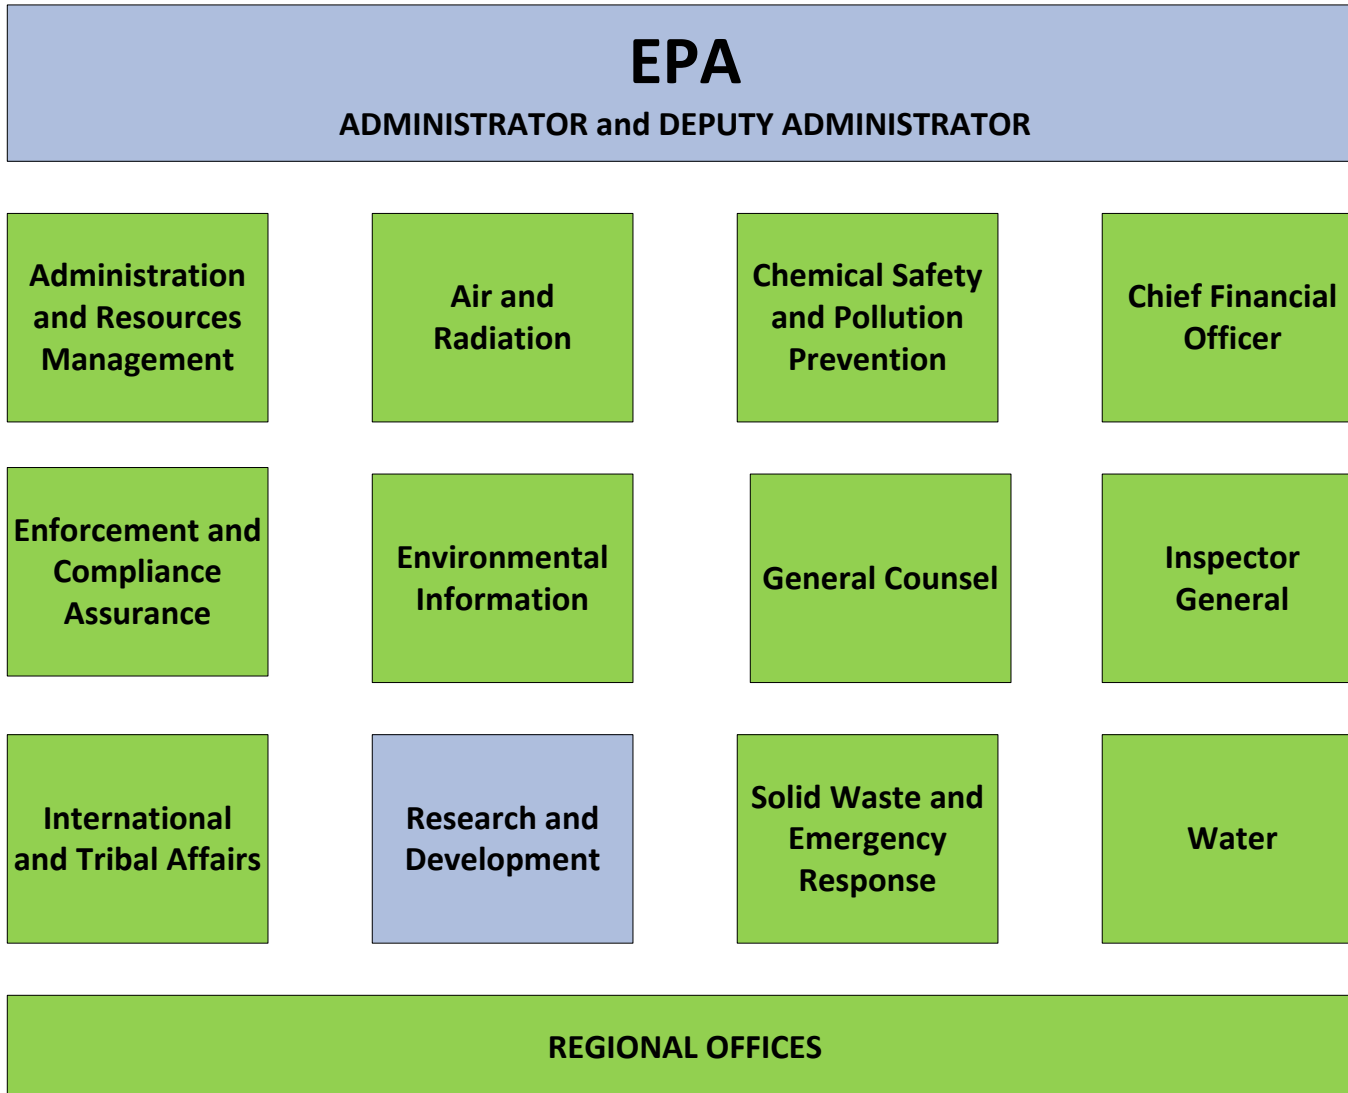 EPA
ADMINISTRATOR and DEPUTY ADMINISTRATOR
Administration
and Resources
Management
Air and
Radiation
Chemical Safety
and Pollution
Prevention
Chief Financial
Officer
Enforcement and
Compliance
Assurance
Environmental
Information
General Counsel
Inspector
General
International
and Tribal Affairs
Research and
Development
Solid Waste and
Emergency
Response
Water
REGIONAL OFFICES